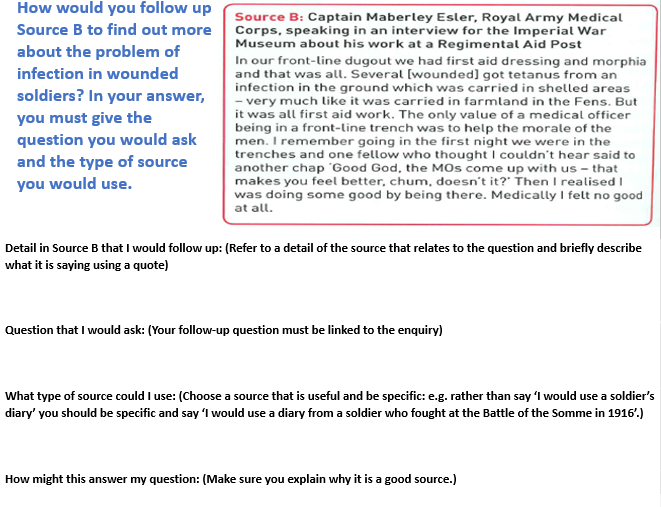 How would you follow up
Source B to find out more
about the problem of
infection in wounded
soldiers? In your answer,
you must give the
question you would ask
and the type of source
you would use.
Source B: Captain Maberley Esler, Royal Army Medical
Corps, speaking in an interview for the Imperial War
Museum about his work at a Regimental Aid Post
In our front-line dugout we had first aid dressing and morphia
and that was all. Several [wounded] got tetanus from an
infection in the ground which was carried in shelled areas
– very much like it was carried in farmland in the Fens. But
it was all first aid work. The only value of a medical officer
being in a front-line trench was to help the morale of the
men. I remember going in the first night we were in the
trenches and one fellow who thought I couldn't hear said to
another chap 'Good God, the MOs come up with us – that
makes you feel better, chum, doesn't it?' Then I realised I
was doing some good by being there. Medically I felt no good
at all.
Detail in Source B that I would follow up: (Refer to a detail of the source that relates to the question and briefly describe
what it is saying using a quote)
Question that I would ask: (Your follow-up question must be linked to the enquiry)
What type of source could I use: (Choose a source that is useful and be specific: e.g. rather than say ‘I would use a soldier’s
diary’ you should be specific and say ‘I would use a diary from a soldier who fought at the Battle of the Somme in 1916’.)
How might this answer my question: (Make sure you explain why it is a good source.)